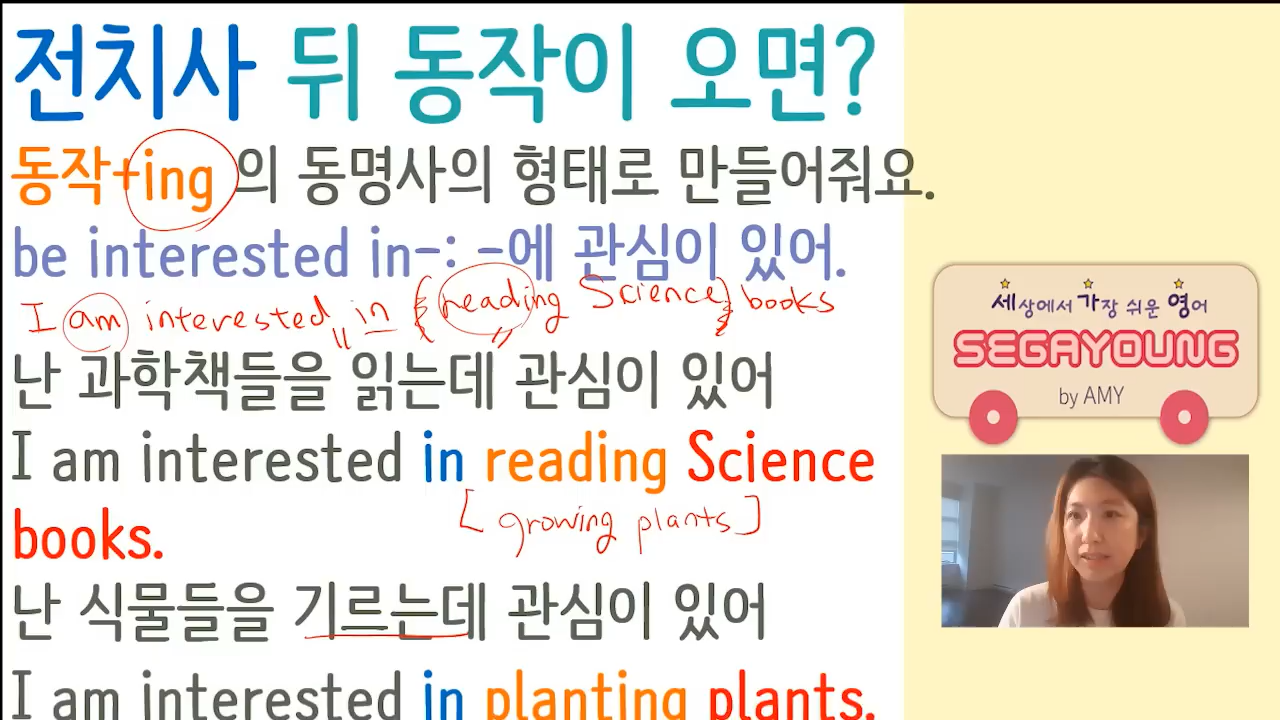 전치사 뒤 동작이 오면?
동작+ing의 동명사의 형태로 만들어줘요.
be interested in-: -에 관심이 있어.
I am interested in { reading Science } books
난 과학책들을 읽는데 관심이 있어
I am interested in reading Science
books.
[ growing plants ]
난 식물들을 기르는데 관심이 있어
I am interested in planting plants.
세상에서 가장 쉬운 영어
SEGAYOUNG
by AMY